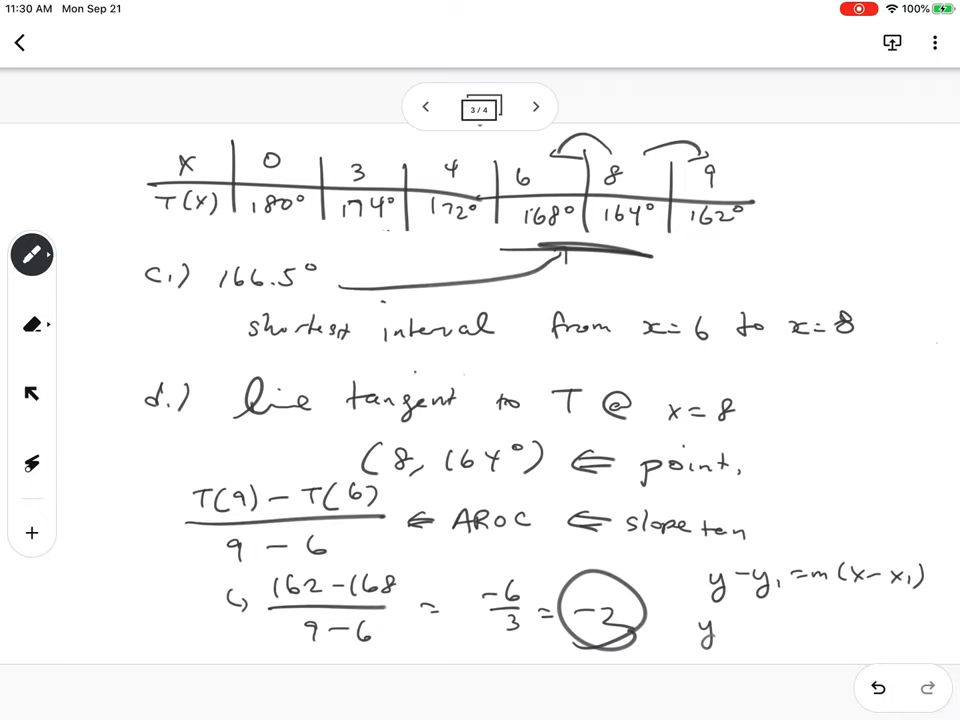 11:30 AM Mon Sep 21
100%
3 / 4
x 0 3 4 6 8 9
T(x) 180° 174° 172° 168° 164° 162°
c.) 166.5°
shortest interval from x=6 to x=8
d.) line tangent to T @ x=8
(8, 164°) ⇐ point.
T(9) - T(6)
9 - 6
← AROC ⇐ slope tan
↳ 162-168
9-6
= -6/3 = -2
y-y₁=m(x-x₁)
y